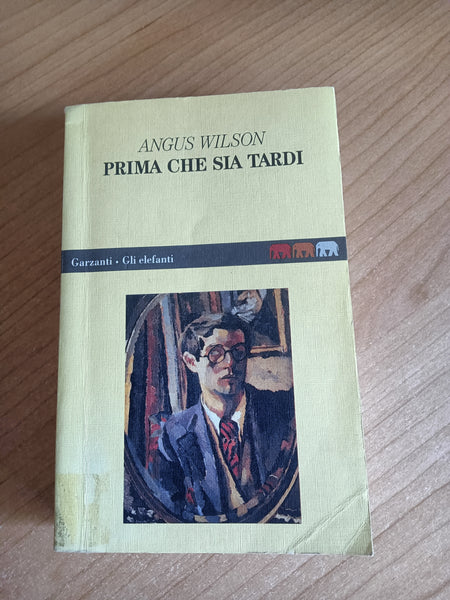 ANGUS WILSON
PRIMA CHE SIA TARDI
Garzanti • Gli elefanti